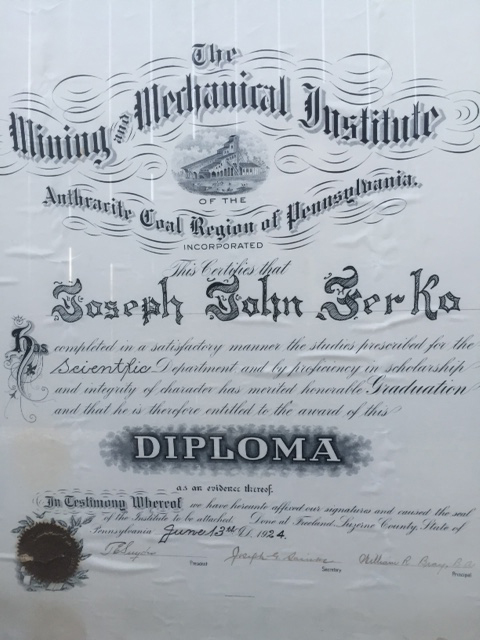 The
Mining and Mechanical Institute
OF THE
Anthracite Coal Region of Pennsylvania.
INCORPORATED
This Certifies that
Joseph John Ferko
Has completed in a satisfactory manner the studies prescribed for the
Scientific Department and by proficiency in scholarship
and integrity of character has merited honorable Graduation
and that he is therefore entitled to the award of this
DIPLOMA
as an evidence thereof.
In Testimony Whereof we have hereunto affixed our signatures and caused the seal
of the Institute to be attached. Done at Freeland Luzerne County, State of
Pennsylvania June 13th A.D. 1924.
Joseph William R.
President Secretary Principal